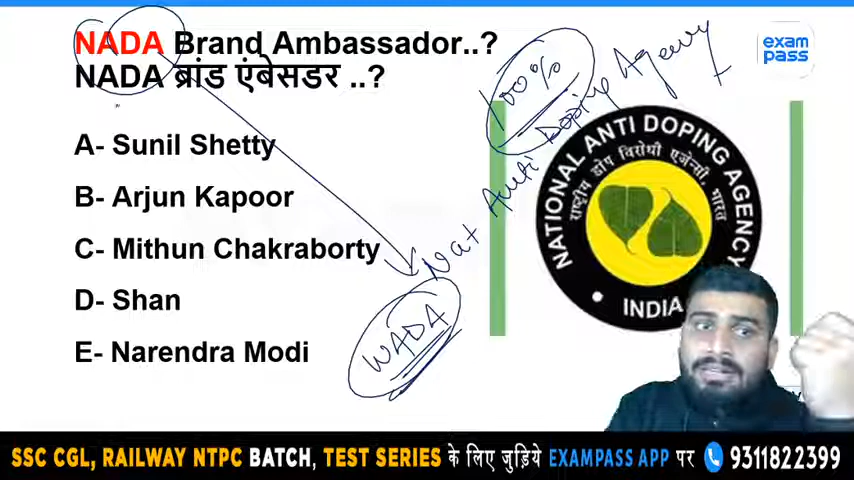 NADA Brand Ambassador..?
NADA ब्रांड एंबेसडर ..?
exam
pass
100%
Nat Anti Doping Agency
A- Sunil Shetty
B- Arjun Kapoor
C- Mithun Chakraborty
D- Shan
E- Narendra Modi
WADA
NATIONAL ANTI DOPING AGENCY
राष्ट्रीय डोप विरोधी एजेन्सी, भारत
INDIA
SSC CGL, RAILWAY NTPC BATCH, TEST SERIES के लिए जुड़िये EXAMPASS APP पर 9311822399